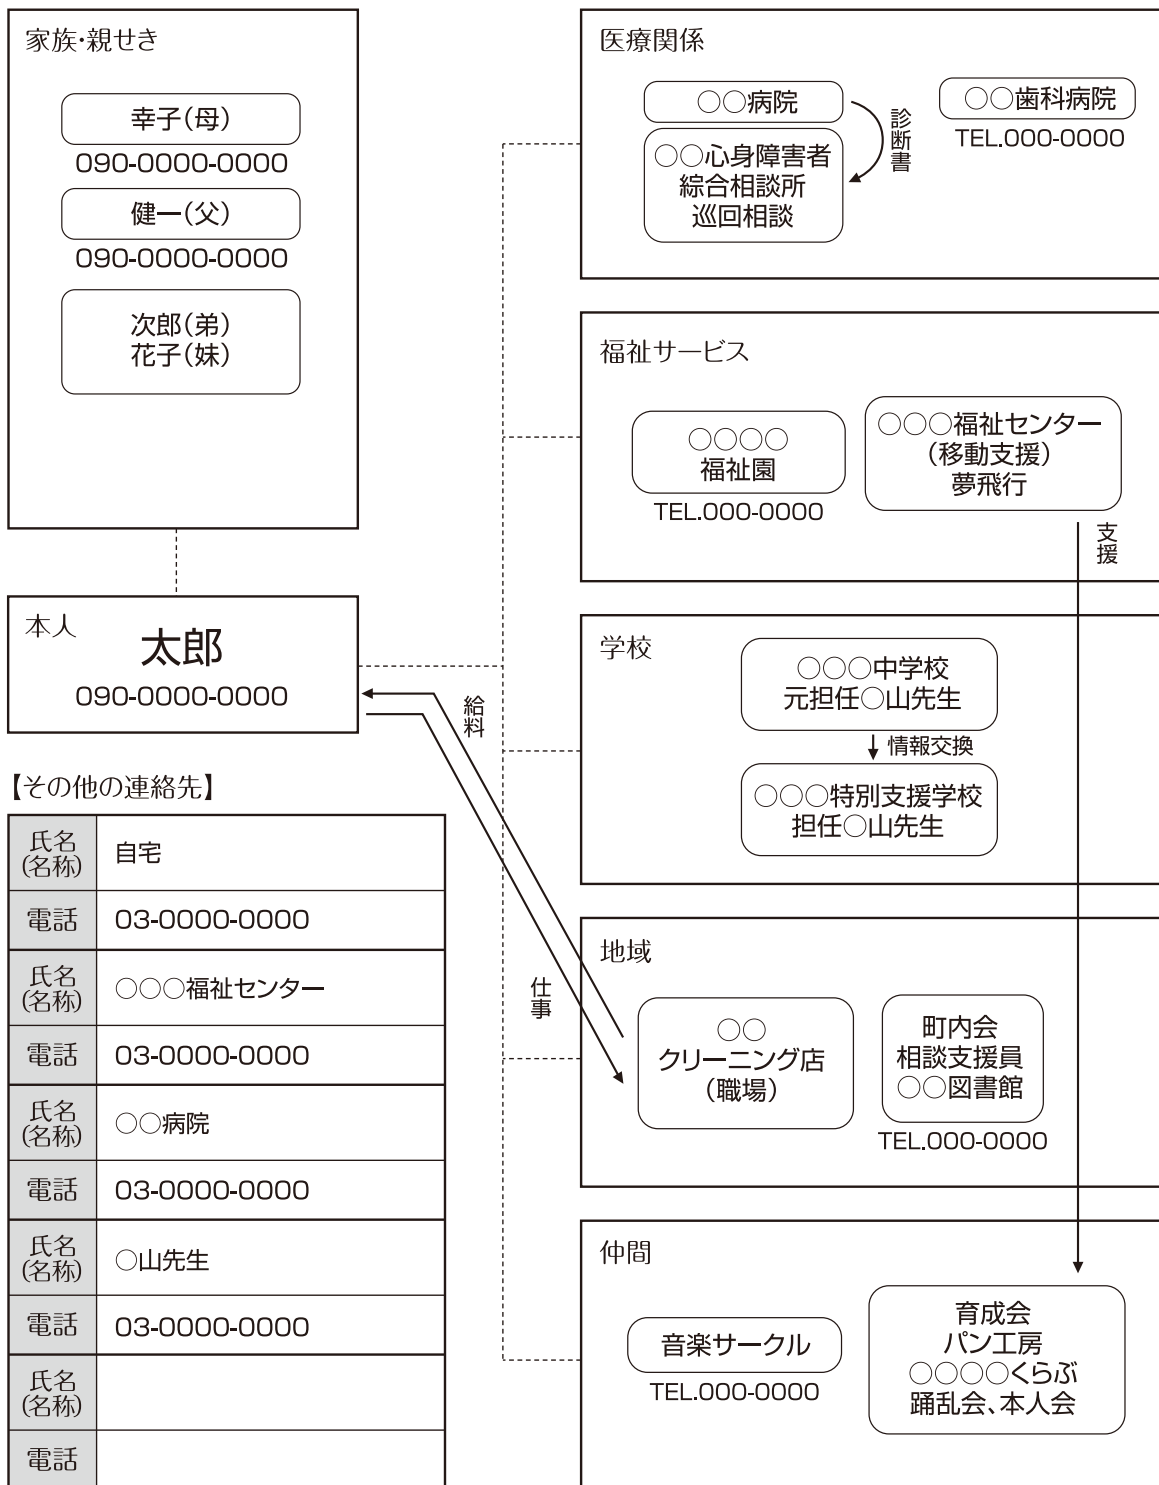 家族・親せき
幸子(母)
090-0000-0000
健一(父)
090-0000-0000
次郎(弟)
花子(妹)
本人
太郎
090-0000-0000
給料
仕事
医療関係
○○病院
診断書
○○心身障害者
綜合相談所
巡回相談
○○歯科病院
TEL.000-0000
福祉サービス
○○○○
福祉園
TEL.000-0000
○○○福祉センター
(移動支援)
夢飛行
支援
学校
○○○中学校
元担任○山先生
情報交換
○○○特別支援学校
担任○山先生
地域
○○
クリーニング店
(職場)
町内会
相談支援員
○○図書館
TEL.000-0000
仲間
音楽サークル
TEL.000-0000
育成会
パン工房
○○○○くらぶ
踊乱会、本人会
【その他の連絡先】
氏名
(名称)
自宅
電話
03-0000-0000
氏名
(名称)
○○○福祉センター
電話
03-0000-0000
氏名
(名称)
○○病院
電話
03-0000-0000
氏名
(名称)
○山先生
電話
03-0000-0000
氏名
(名称)
電話